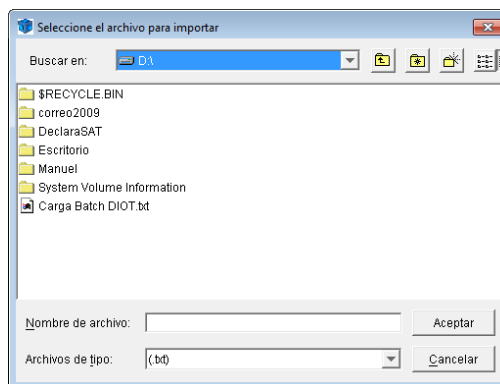 Seleccione el archivo para importar
Buscar en: D:\
$RECYCLE.BIN
correo2009
DeclaraSAT
Escritorio
Manuel
System Volume Information
Carga Batch DIOT.txt
Nombre de archivo: Aceptar
Archivos de tipo: (.txt) Cancelar